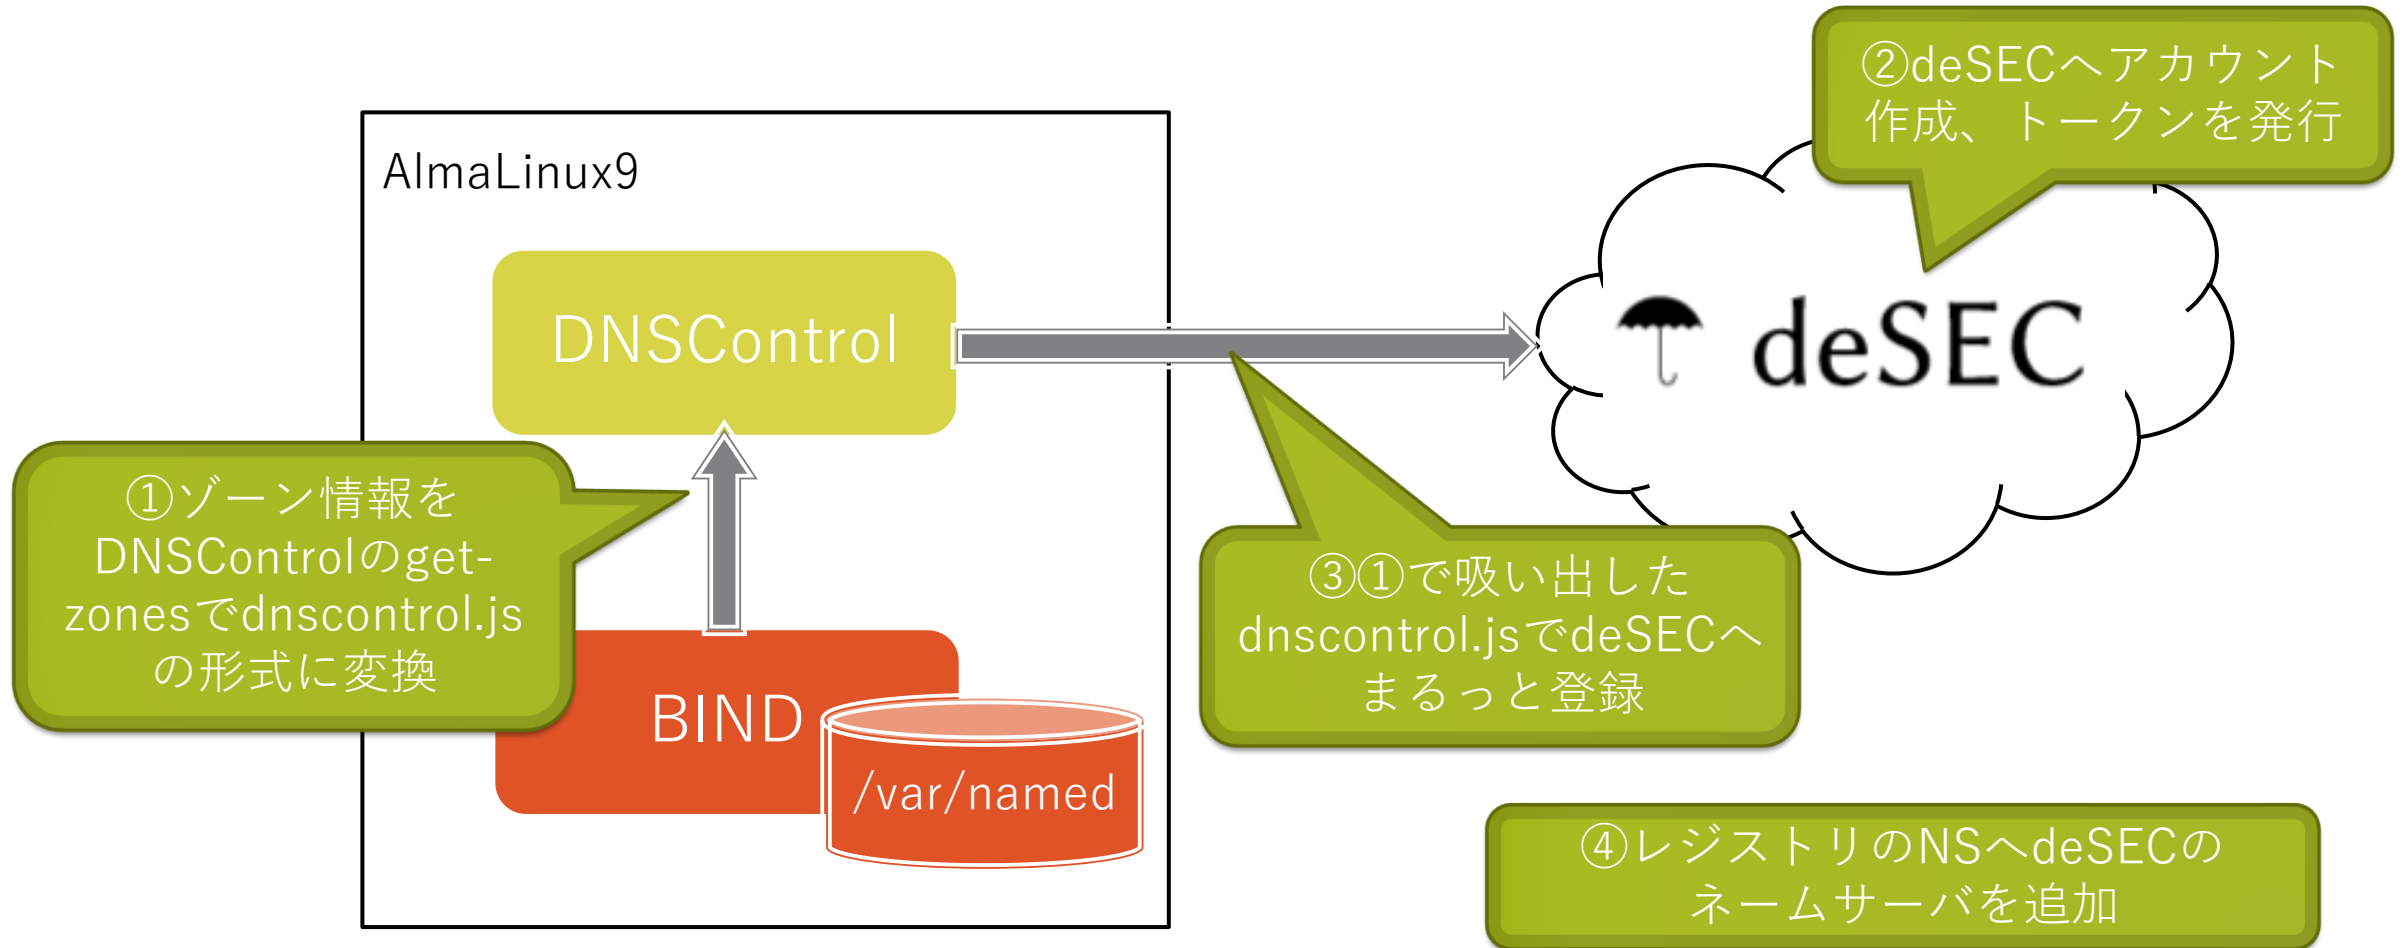 ②deSECへアカウント
作成、トークンを発行
AlmaLinux9
DNSControl
deSEC
①ゾーン情報を
DNSControlのget-
zonesでdnscontrol.js
の形式に変換
③①で吸い出した
dnscontrol.jsでdeSECへ
まるっと登録
BIND
/var/named
④レジストリのNSへdeSECの
ネームサーバを追加